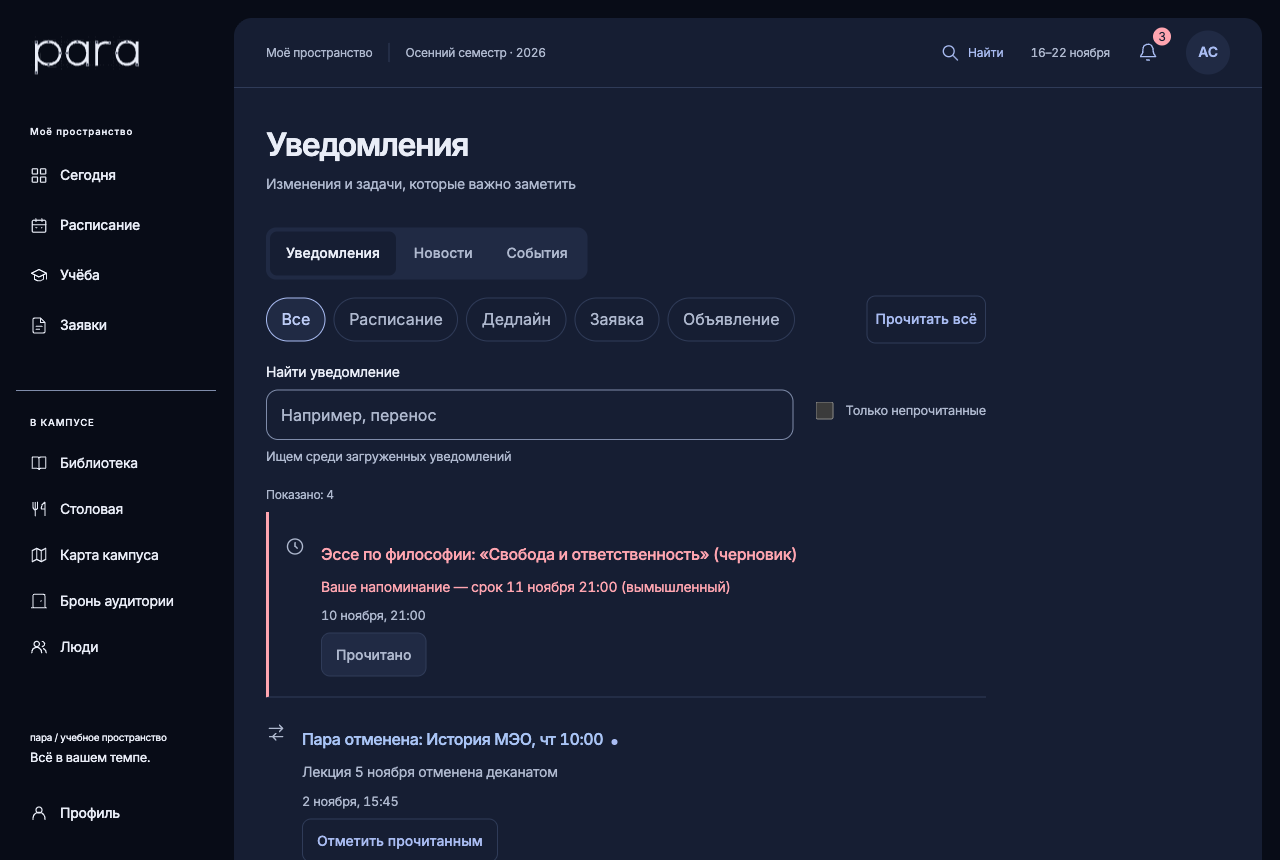 para
Моё пространство
Сегодня
Расписание
Учёба
Заявки
В КАМПУСЕ
Библиотека
Столовая
Карта кампуса
Бронь аудитории
Люди
пара / учебное пространство
Всё в вашем темпе.
Профиль
Моё пространство
Осенний семестр · 2026
Найти
16–22 ноября
3
АС
Уведомления
Изменения и задачи, которые важно заметить
Уведомления Новости События
Все Расписание Дедлайн Заявка Объявление Прочитать всё
Найти уведомление
Например, перенос
Только непрочитанные
Ищем среди загруженных уведомлений
Показано: 4
Эссе по философии: «Свобода и ответственность» (черновик)
Ваше напоминание — срок 11 ноября 21:00 (вымышленный)
10 ноября, 21:00
Прочитано
Пара отменена: История МЭО, чт 10:00
Лекция 5 ноября отменена деканатом
2 ноября, 15:45
Отметить прочитанным